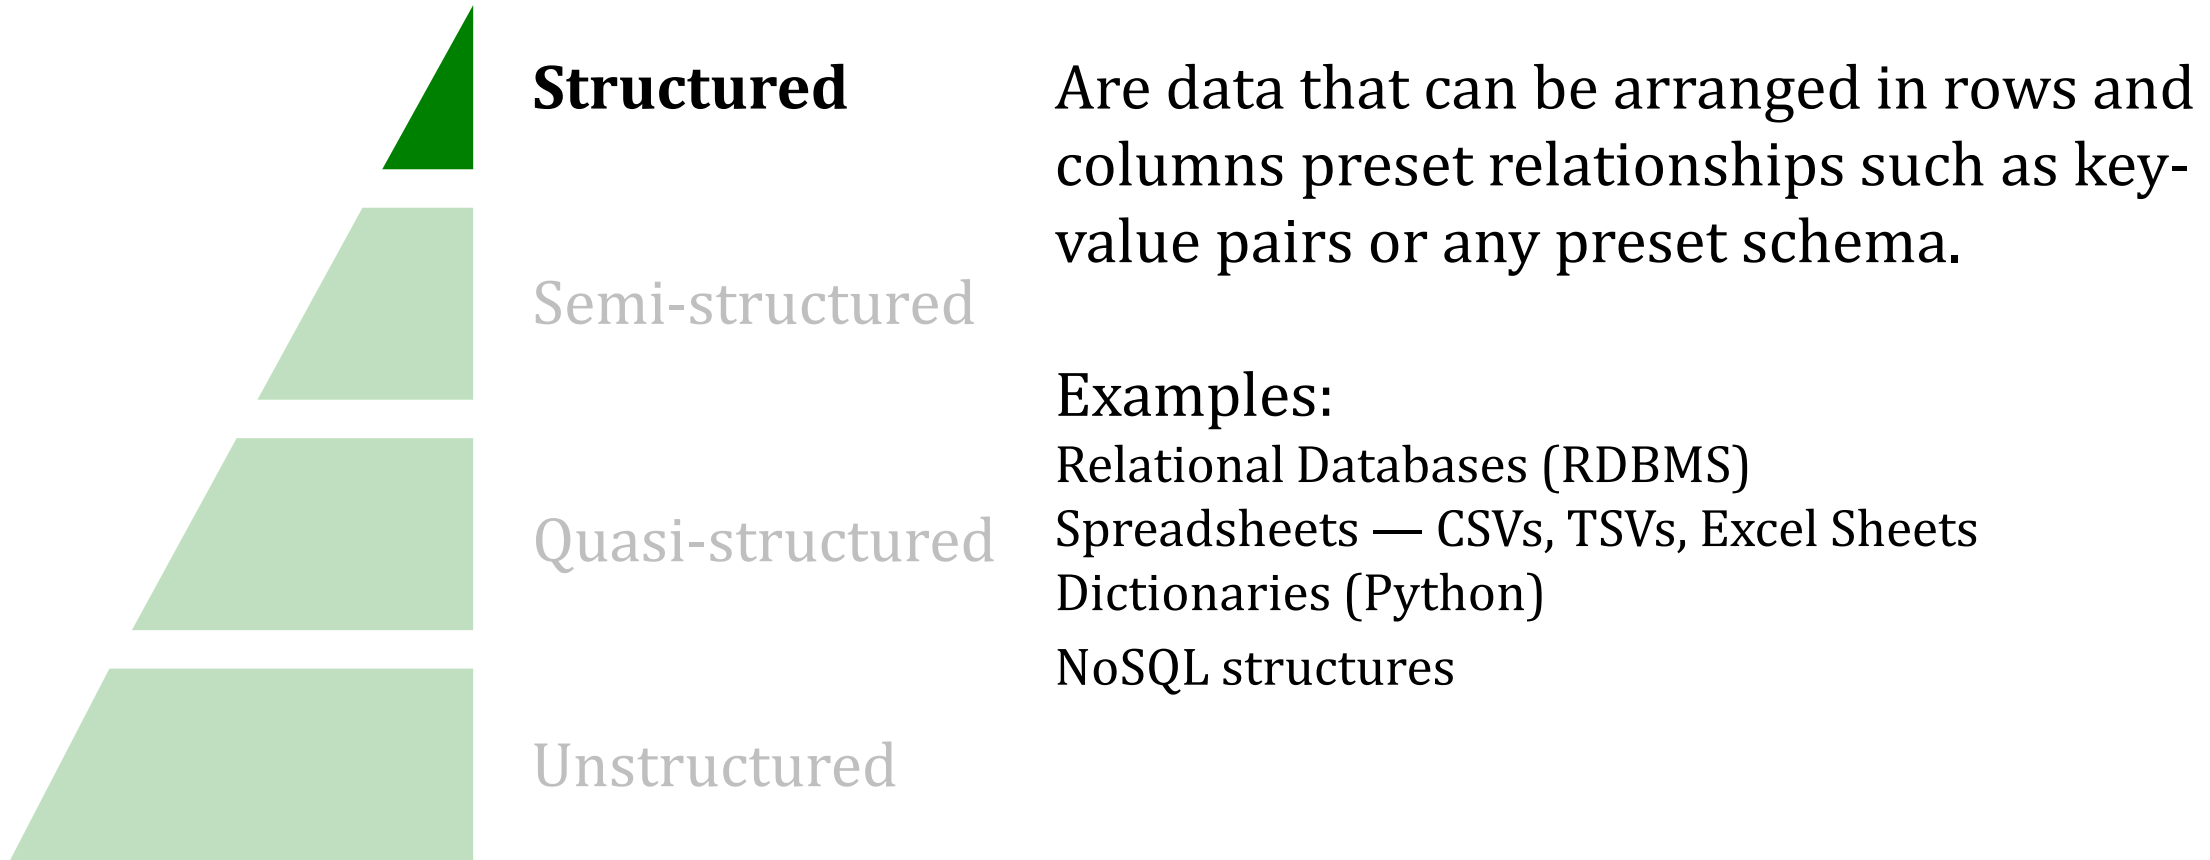 Structured
Semi-structured
Quasi-structured
Unstructured
Are data that can be arranged in rows and
columns preset relationships such as key-
value pairs or any preset schema.
Examples:
Relational Databases (RDBMS)
Spreadsheets — CSVs, TSVs, Excel Sheets
Dictionaries (Python)
NoSQL structures